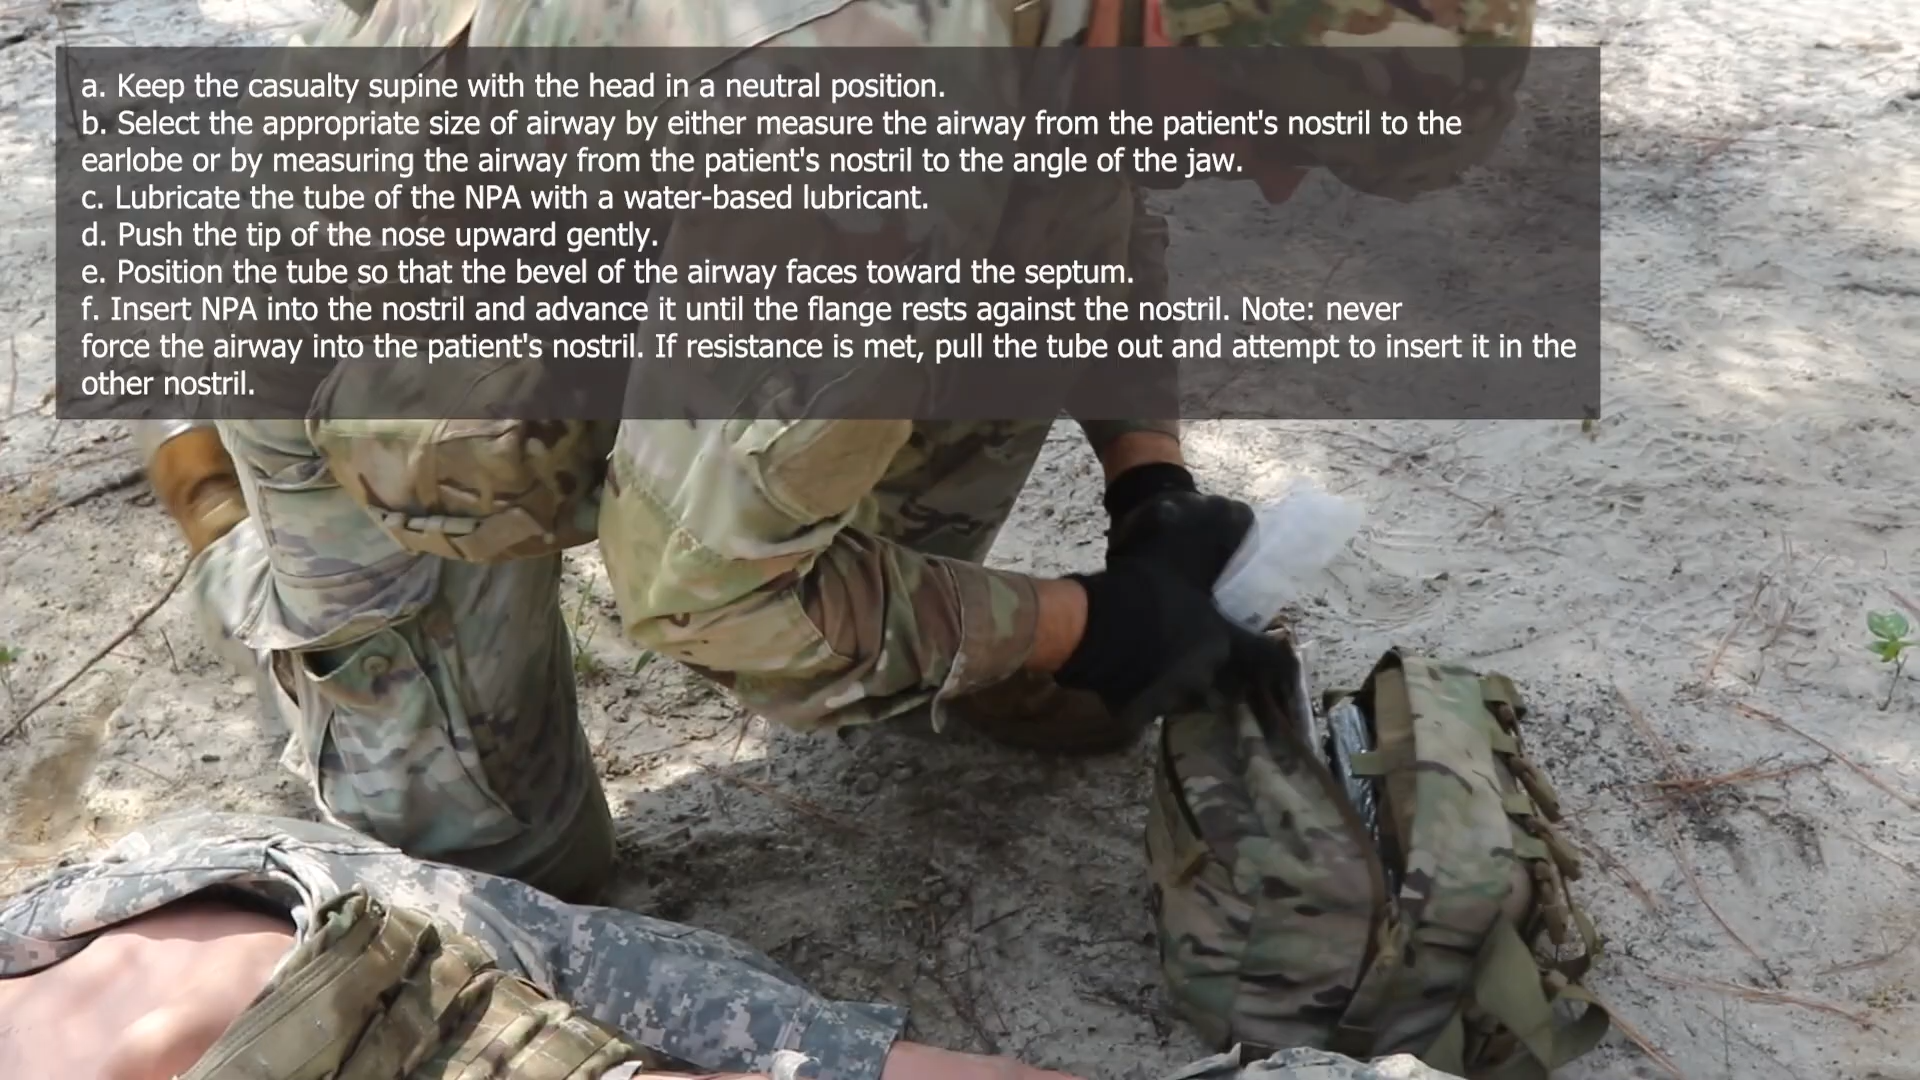 a. Keep the casualty supine with the head in a neutral position.
b. Select the appropriate size of airway by either measure the airway from the patient's nostril to the
earlobe or by measuring the airway from the patient's nostril to the angle of the jaw.
c. Lubricate the tube of the NPA with a water-based lubricant.
d. Push the tip of the nose upward gently.
e. Position the tube so that the bevel of the airway faces toward the septum.
f. Insert NPA into the nostril and advance it until the flange rests against the nostril. Note: never
force the airway into the patient's nostril. If resistance is met, pull the tube out and attempt to insert it in the
other nostril.